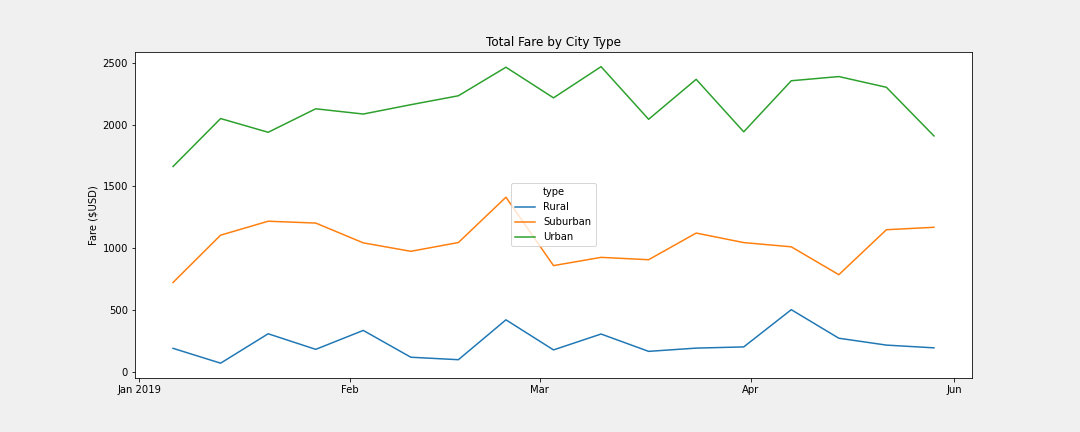 Total Fare by City Type
Fare ($USD)
2500
2000
1500
1000
500
0
type
Rural
Suburban
Urban
Jan 2019 Feb Mar Apr Jun